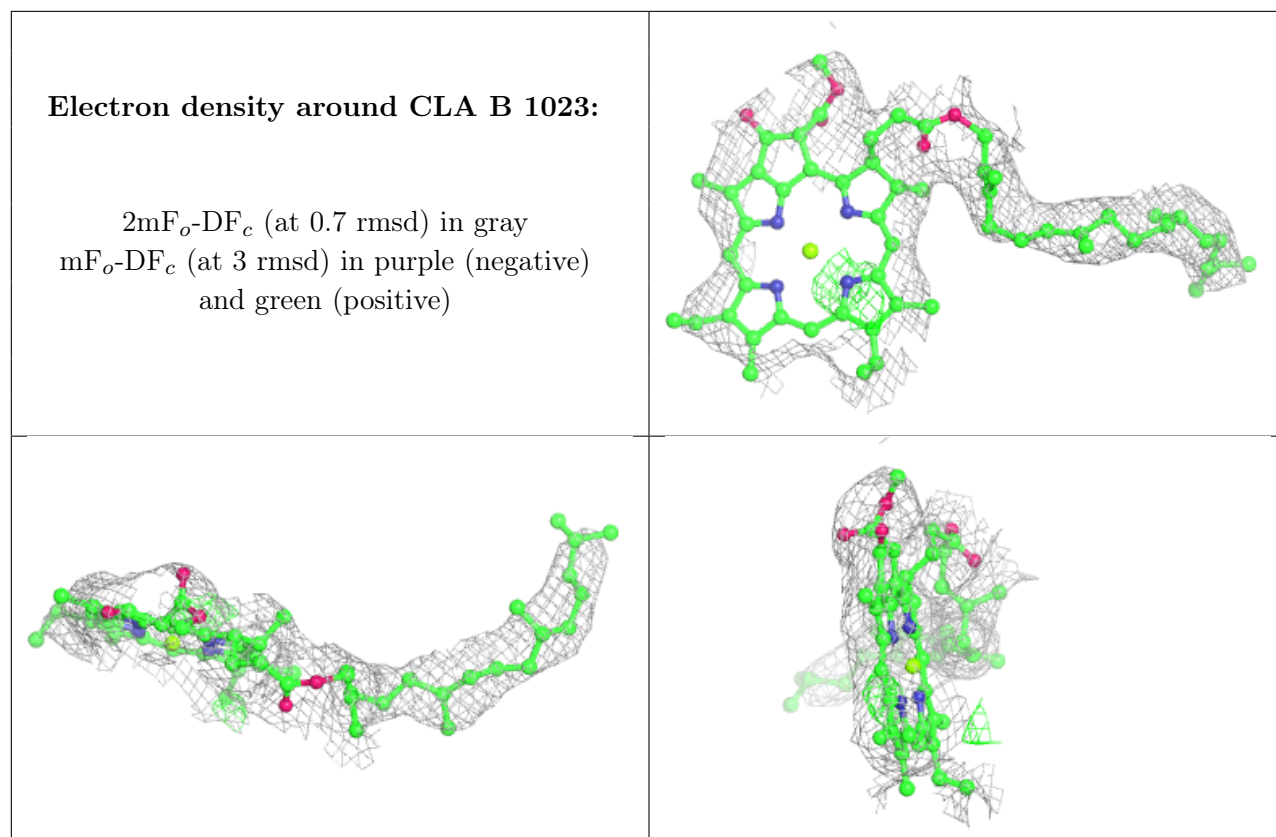 Electron density around CLA B 1023:
2mFo-DFc (at 0.7 rmsd) in gray
mFo-DFc (at 3 rmsd) in purple (negative)
and green (positive)